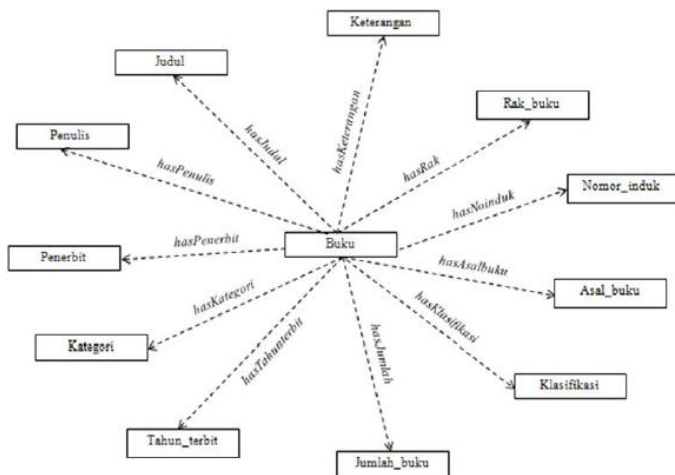 Keterangan
Judul
Rak_buku
Penulis
Nomor_induk
Buku
Penerbit
Asal_buku
Kategori
Klasifikasi
Tahun_terbit
Jumlah_buku
hasKeterangan
hasJudul
hasRak
hasPenulis
hasNoinduk
hasPenerbit
hasAsalbuku
hasKategori
hasKlasifikasi
hasTahunterbit
hasJumlah